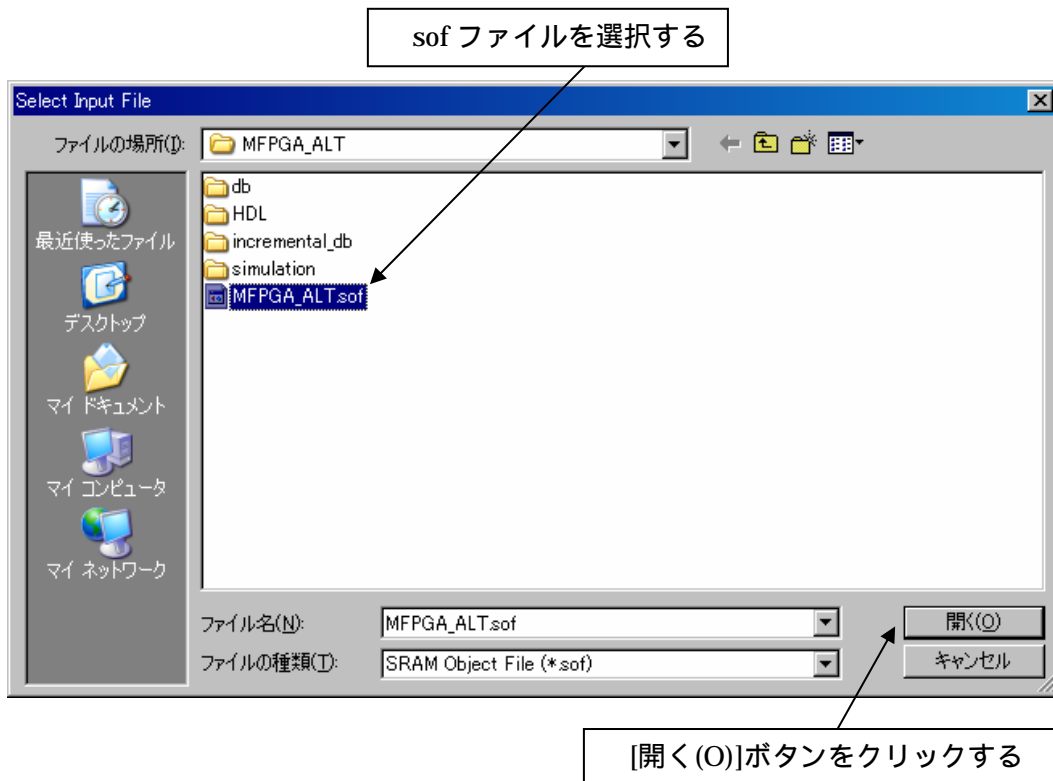 sof ファイルを選択する
Select Input File
ファイルの場所(I):
MFPGA_ALT
db
HDL
incremental_db
simulation
MFPGA_ALT.sof
最近使ったファイル
デスクトップ
マイ ドキュメント
マイ コンピュータ
マイ ネットワーク
ファイル名(N):
MFPGA_ALT.sof
開く(O)
ファイルの種類(T):
SRAM Object File (*.sof)
キャンセル
[開く(O)]ボタンをクリックする